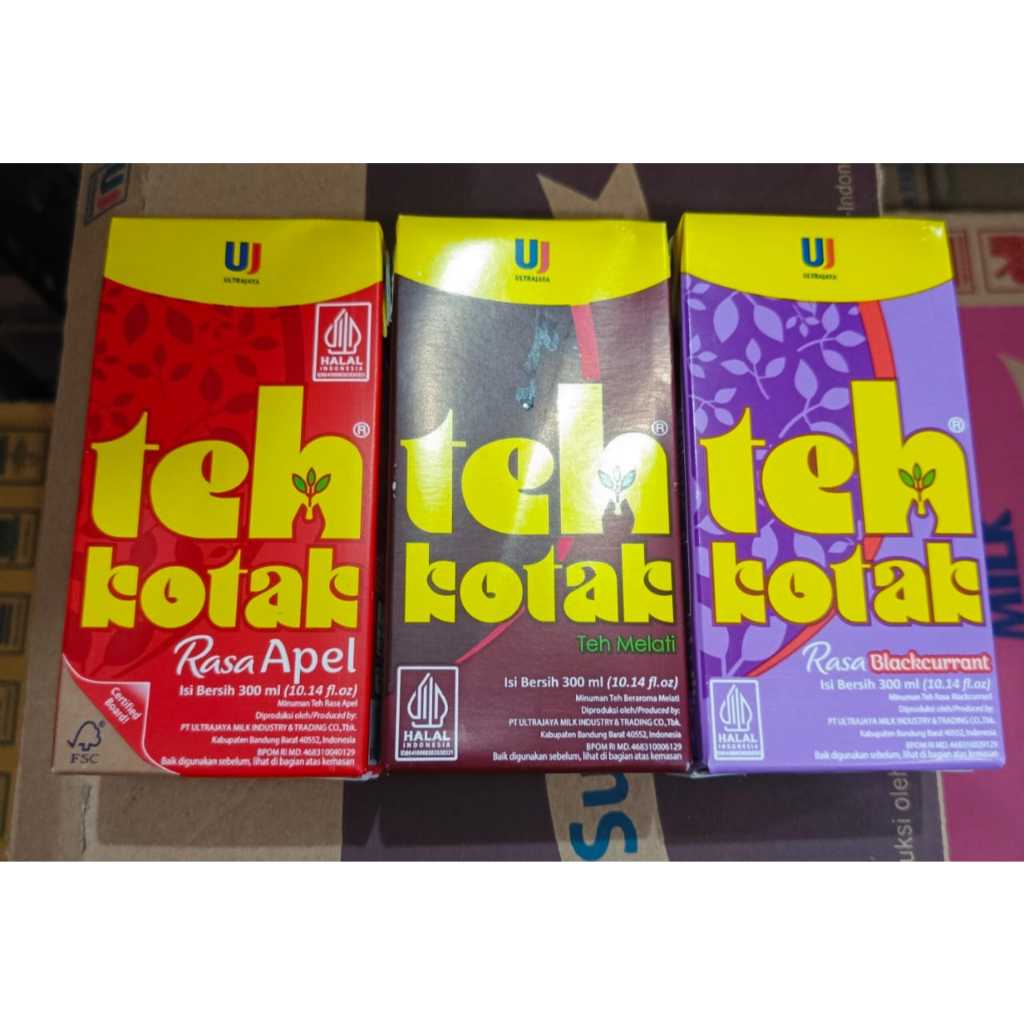 UJ
ULTRAJAYA
HALAL
INDONESIA
teh ®
kotak
Rasa Apel
Isi Bersih 300 ml (10.14 fl.oz)
Minuman Teh Rasa Apel
Diproduksi oleh/Produced by:
PT ULTRAJAYA MILK INDUSTRY & TRADING CO., Tbk.
Kabupaten Bandung Barat 40552, Indonesia
BPOM RI MD. 468310040129
Baik digunakan sebelum, lihat di bagian atas kemasan
Certified
Board!
FSC
UJ
ULTRAJAYA
teh ®
kotak
Teh Melati
Isi Bersih 300 ml (10.14 fl.oz)
Minuman Teh Beraroma Melati
Diproduksi oleh/Produced by:
PT ULTRAJAYA MILK INDUSTRY & TRADING CO., Tbk.
Kabupaten Bandung Barat 40552, Indonesia
BPOM RI MD. 468310006129
Baik digunakan sebelum, lihat di bagian atas kemasan
HALAL
INDONESIA
UJ
ULTRAJAYA
teh ®
kotak
Rasa Blackcurrant
Isi Bersih 300 ml (10.14 fl.oz)
Minuman Teh Rasa Blackcurrant
Diproduksi oleh/Produced by:
PT ULTRAJAYA MILK INDUSTRY & TRADING CO., Tbk.
Kabupaten Bandung Barat 40552, Indonesia
Baik digunakan sebelum, lihat di bagian atas kemasan
HALAL
INDONESIA
Su
uksi oleh
-Indon
MILK